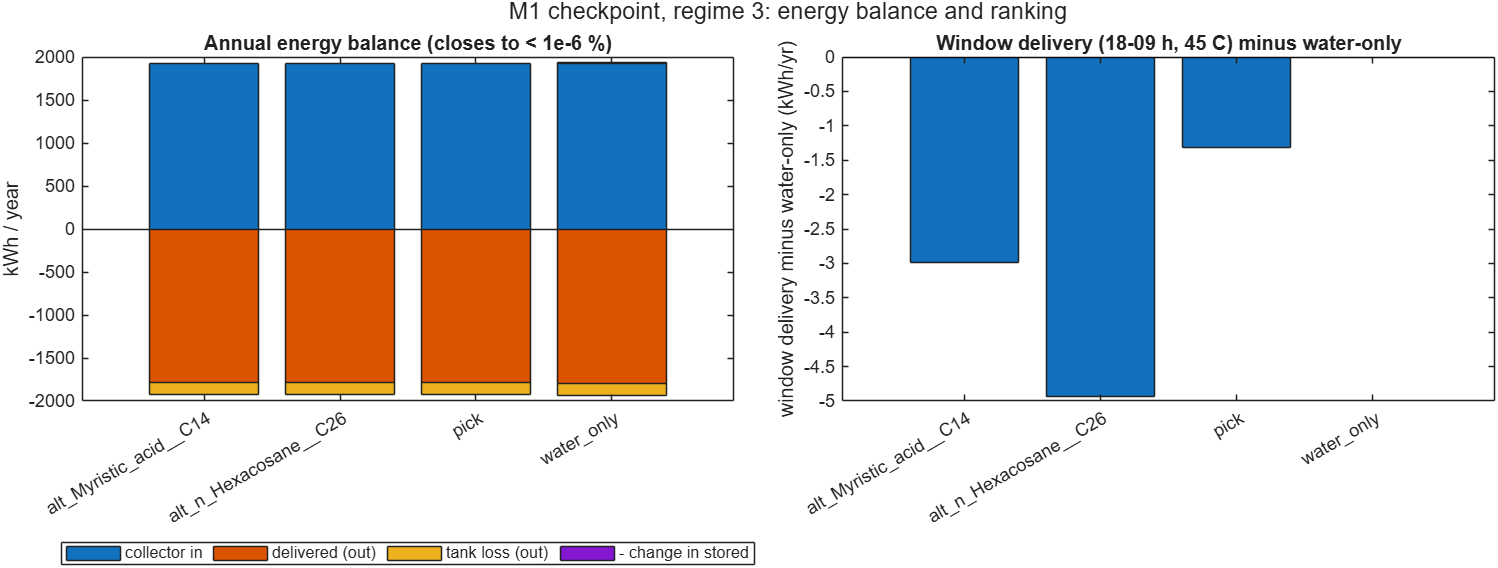 M1 checkpoint, regime 3: energy balance and ranking
Annual energy balance (closes to < 1e-6 %)
kWh / year
2000
1500
1000
500
0
-500
-1000
-1500
-2000
alt_Myristic_acid__C14
alt_n_Hexacosane__C26
pick
water_only
collector in
delivered (out)
tank loss (out)
- change in stored
Window delivery (18-09 h, 45 C) minus water-only
window delivery minus water-only (kWh/yr)
0
-0.5
-1
-1.5
-2
-2.5
-3
-3.5
-4
-4.5
-5
alt_Myristic_acid__C14
alt_n_Hexacosane__C26
pick
water_only